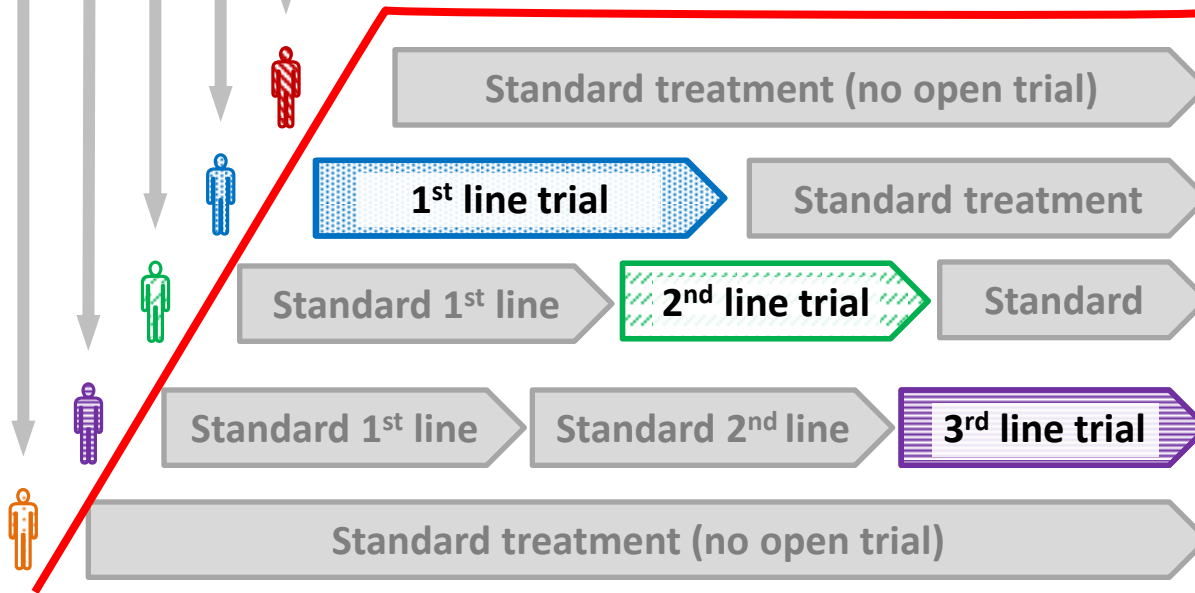 Standard treatment (no open trial)
1st line trial
Standard treatment
Standard 1st line
2nd line trial
Standard
Standard 1st line
Standard 2nd line
3rd line trial
Standard treatment (no open trial)